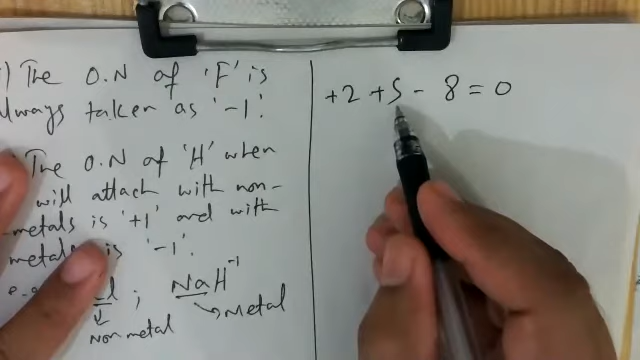 The O.N of 'F' is
always taken as '-1'.
The O.N of 'H' when
will attach with non-
metals is '+1' and with
metals is '-1'.
NaH⁻¹
Non metal
Metal
+2 +S - 8 = 0